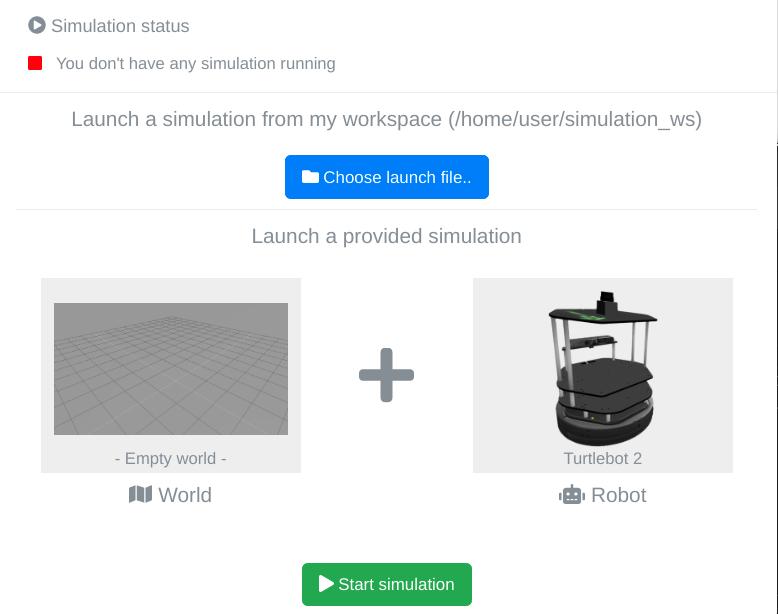 Simulation status
You don't have any simulation running
Launch a simulation from my workspace (/home/user/simulation_ws)
Choose launch file..
Launch a provided simulation
- Empty world -
Turtlebot 2
World
Robot
Start simulation